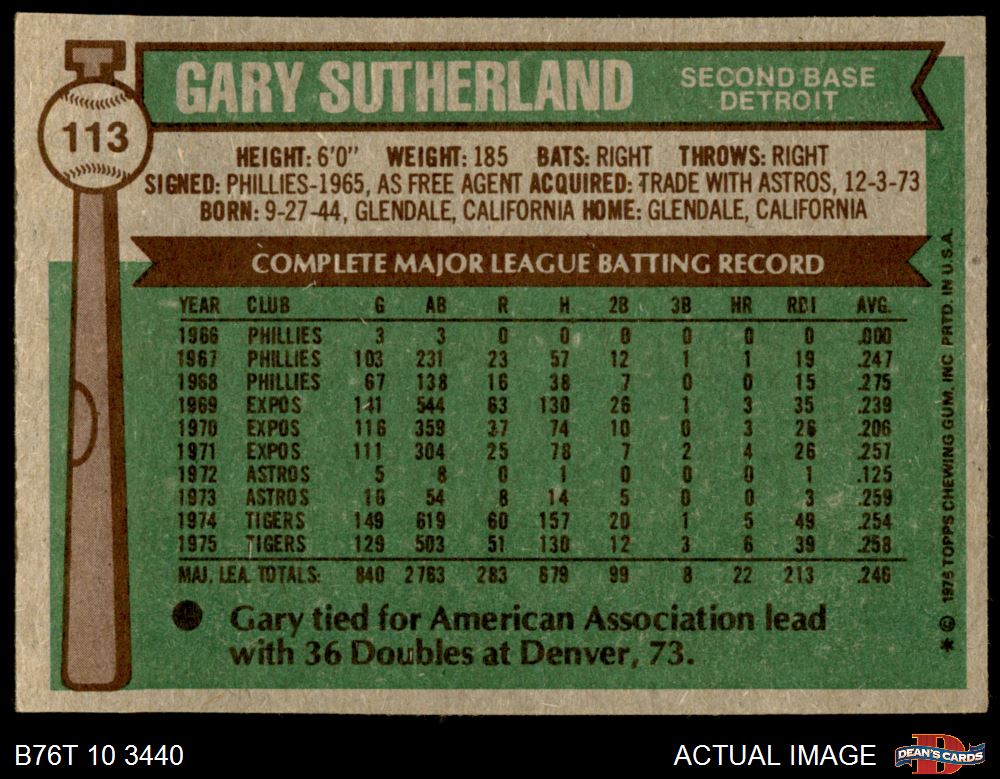 113
GARY SUTHERLAND
SECOND BASE
DETROIT
HEIGHT: 6'0" WEIGHT: 185 BATS: RIGHT THROWS: RIGHT
SIGNED: PHILLIES-1965, AS FREE AGENT ACQUIRED: TRADE WITH ASTROS, 12-3-73
BORN: 9-27-44, GLENDALE, CALIFORNIA HOME: GLENDALE, CALIFORNIA
COMPLETE MAJOR LEAGUE BATTING RECORD
YEAR CLUB G AB R H 2B 3B HR RBI AVG.
1966 PHILLIES 3 3 0 0 0 0 0 0 .000
1967 PHILLIES 103 231 23 57 12 1 1 19 .247
1968 PHILLIES 67 138 16 38 7 0 0 15 .275
1969 EXPOS 141 544 63 130 26 1 3 35 .239
1970 EXPOS 116 359 37 74 10 0 3 26 .206
1971 EXPOS 111 304 25 78 7 2 4 26 .257
1972 ASTROS 5 8 0 1 0 0 0 1 .125
1973 ASTROS 16 54 8 14 5 0 0 3 .259
1974 TIGERS 149 619 60 157 20 1 5 49 .254
1975 TIGERS 129 503 51 130 12 3 6 39 .258
MAJ. LEA. TOTALS: 840 2763 283 679 99 8 22 213 .246
Gary tied for American Association lead
with 36 Doubles at Denver, 73.
* © 1976 TOPPS CHEWING GUM, INC. PRTD. IN U.S.A.
B76T 10 3440
ACTUAL IMAGE
DEAN'S CARDS